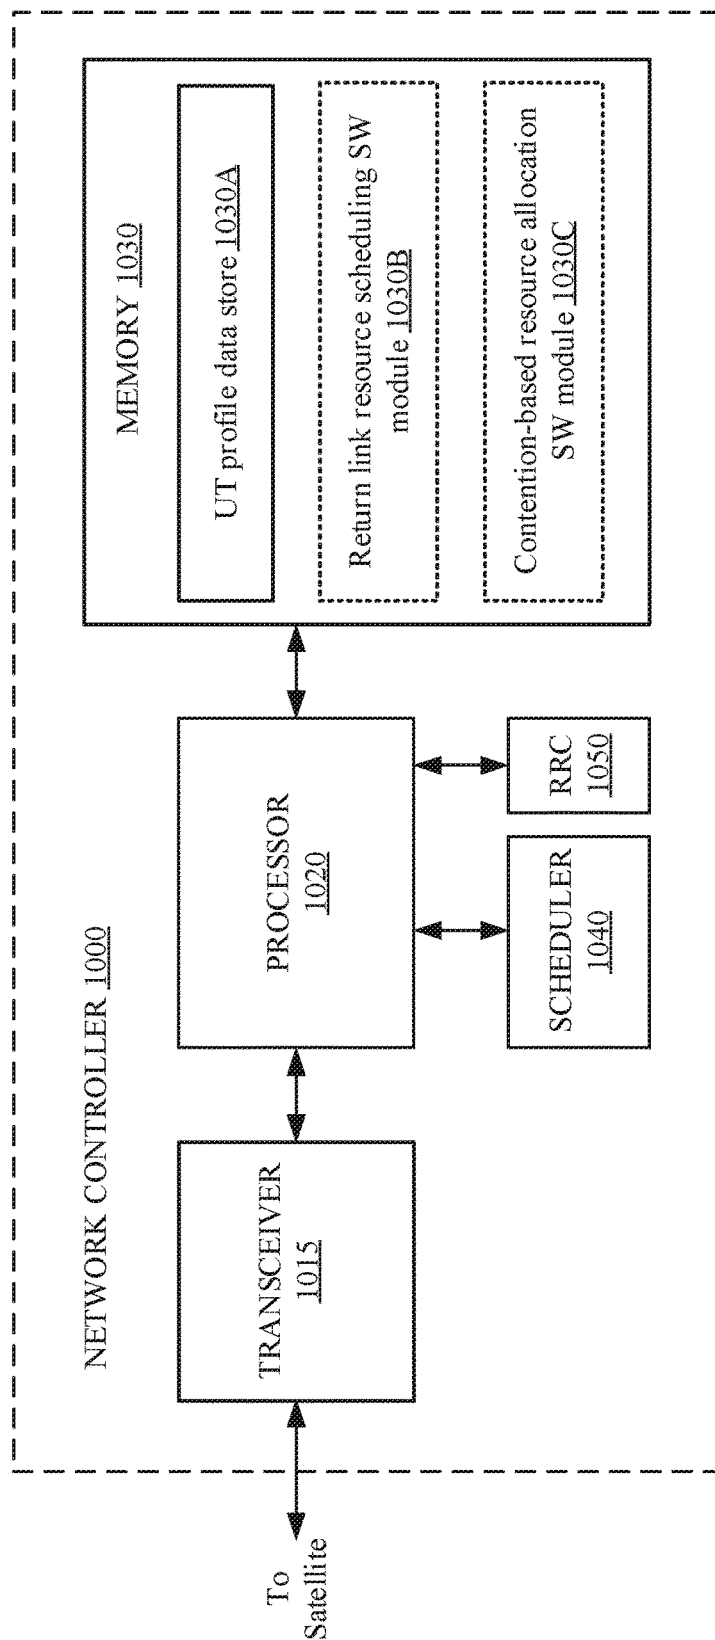 NETWORK CONTROLLER 1000
To
Satellite
TRANSCEIVER
1015
PROCESSOR
1020
SCHEDULER
1040
RRC
1050
MEMORY 1030
UT profile data store 1030A
Return link resource scheduling SW
module 1030B
Contention-based resource allocation
SW module 1030C